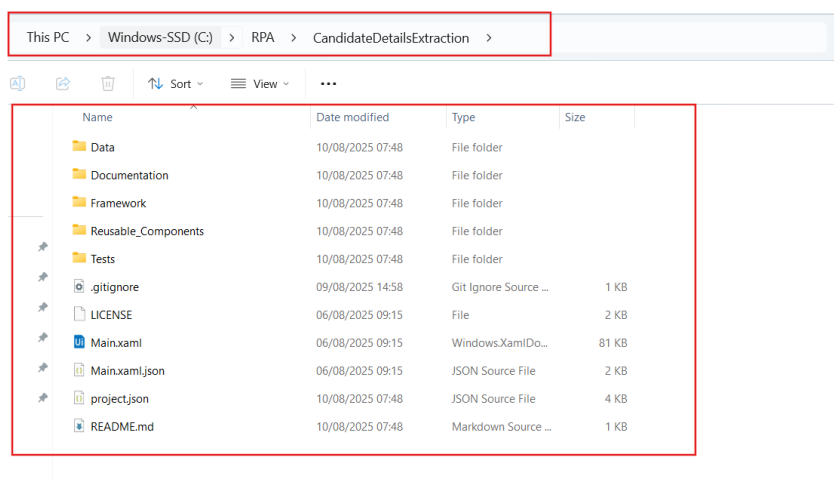 This PC > Windows-SSD (C:) > RPA > CandidateDetailsExtraction >
Sort View ...
Name Date modified Type Size
Data 10/08/2025 07:48 File folder
Documentation 10/08/2025 07:48 File folder
Framework 10/08/2025 07:48 File folder
Reusable_Components 10/08/2025 07:48 File folder
Tests 10/08/2025 07:48 File folder
.gitignore 09/08/2025 14:58 Git Ignore Source ... 1 KB
LICENSE 06/08/2025 09:15 File 2 KB
Main.xaml 06/08/2025 09:15 Windows.XamlDo... 81 KB
Main.xaml.json 06/08/2025 09:15 JSON Source File 2 KB
project.json 10/08/2025 07:48 JSON Source File 4 KB
README.md 10/08/2025 07:48 Markdown Source ... 1 KB